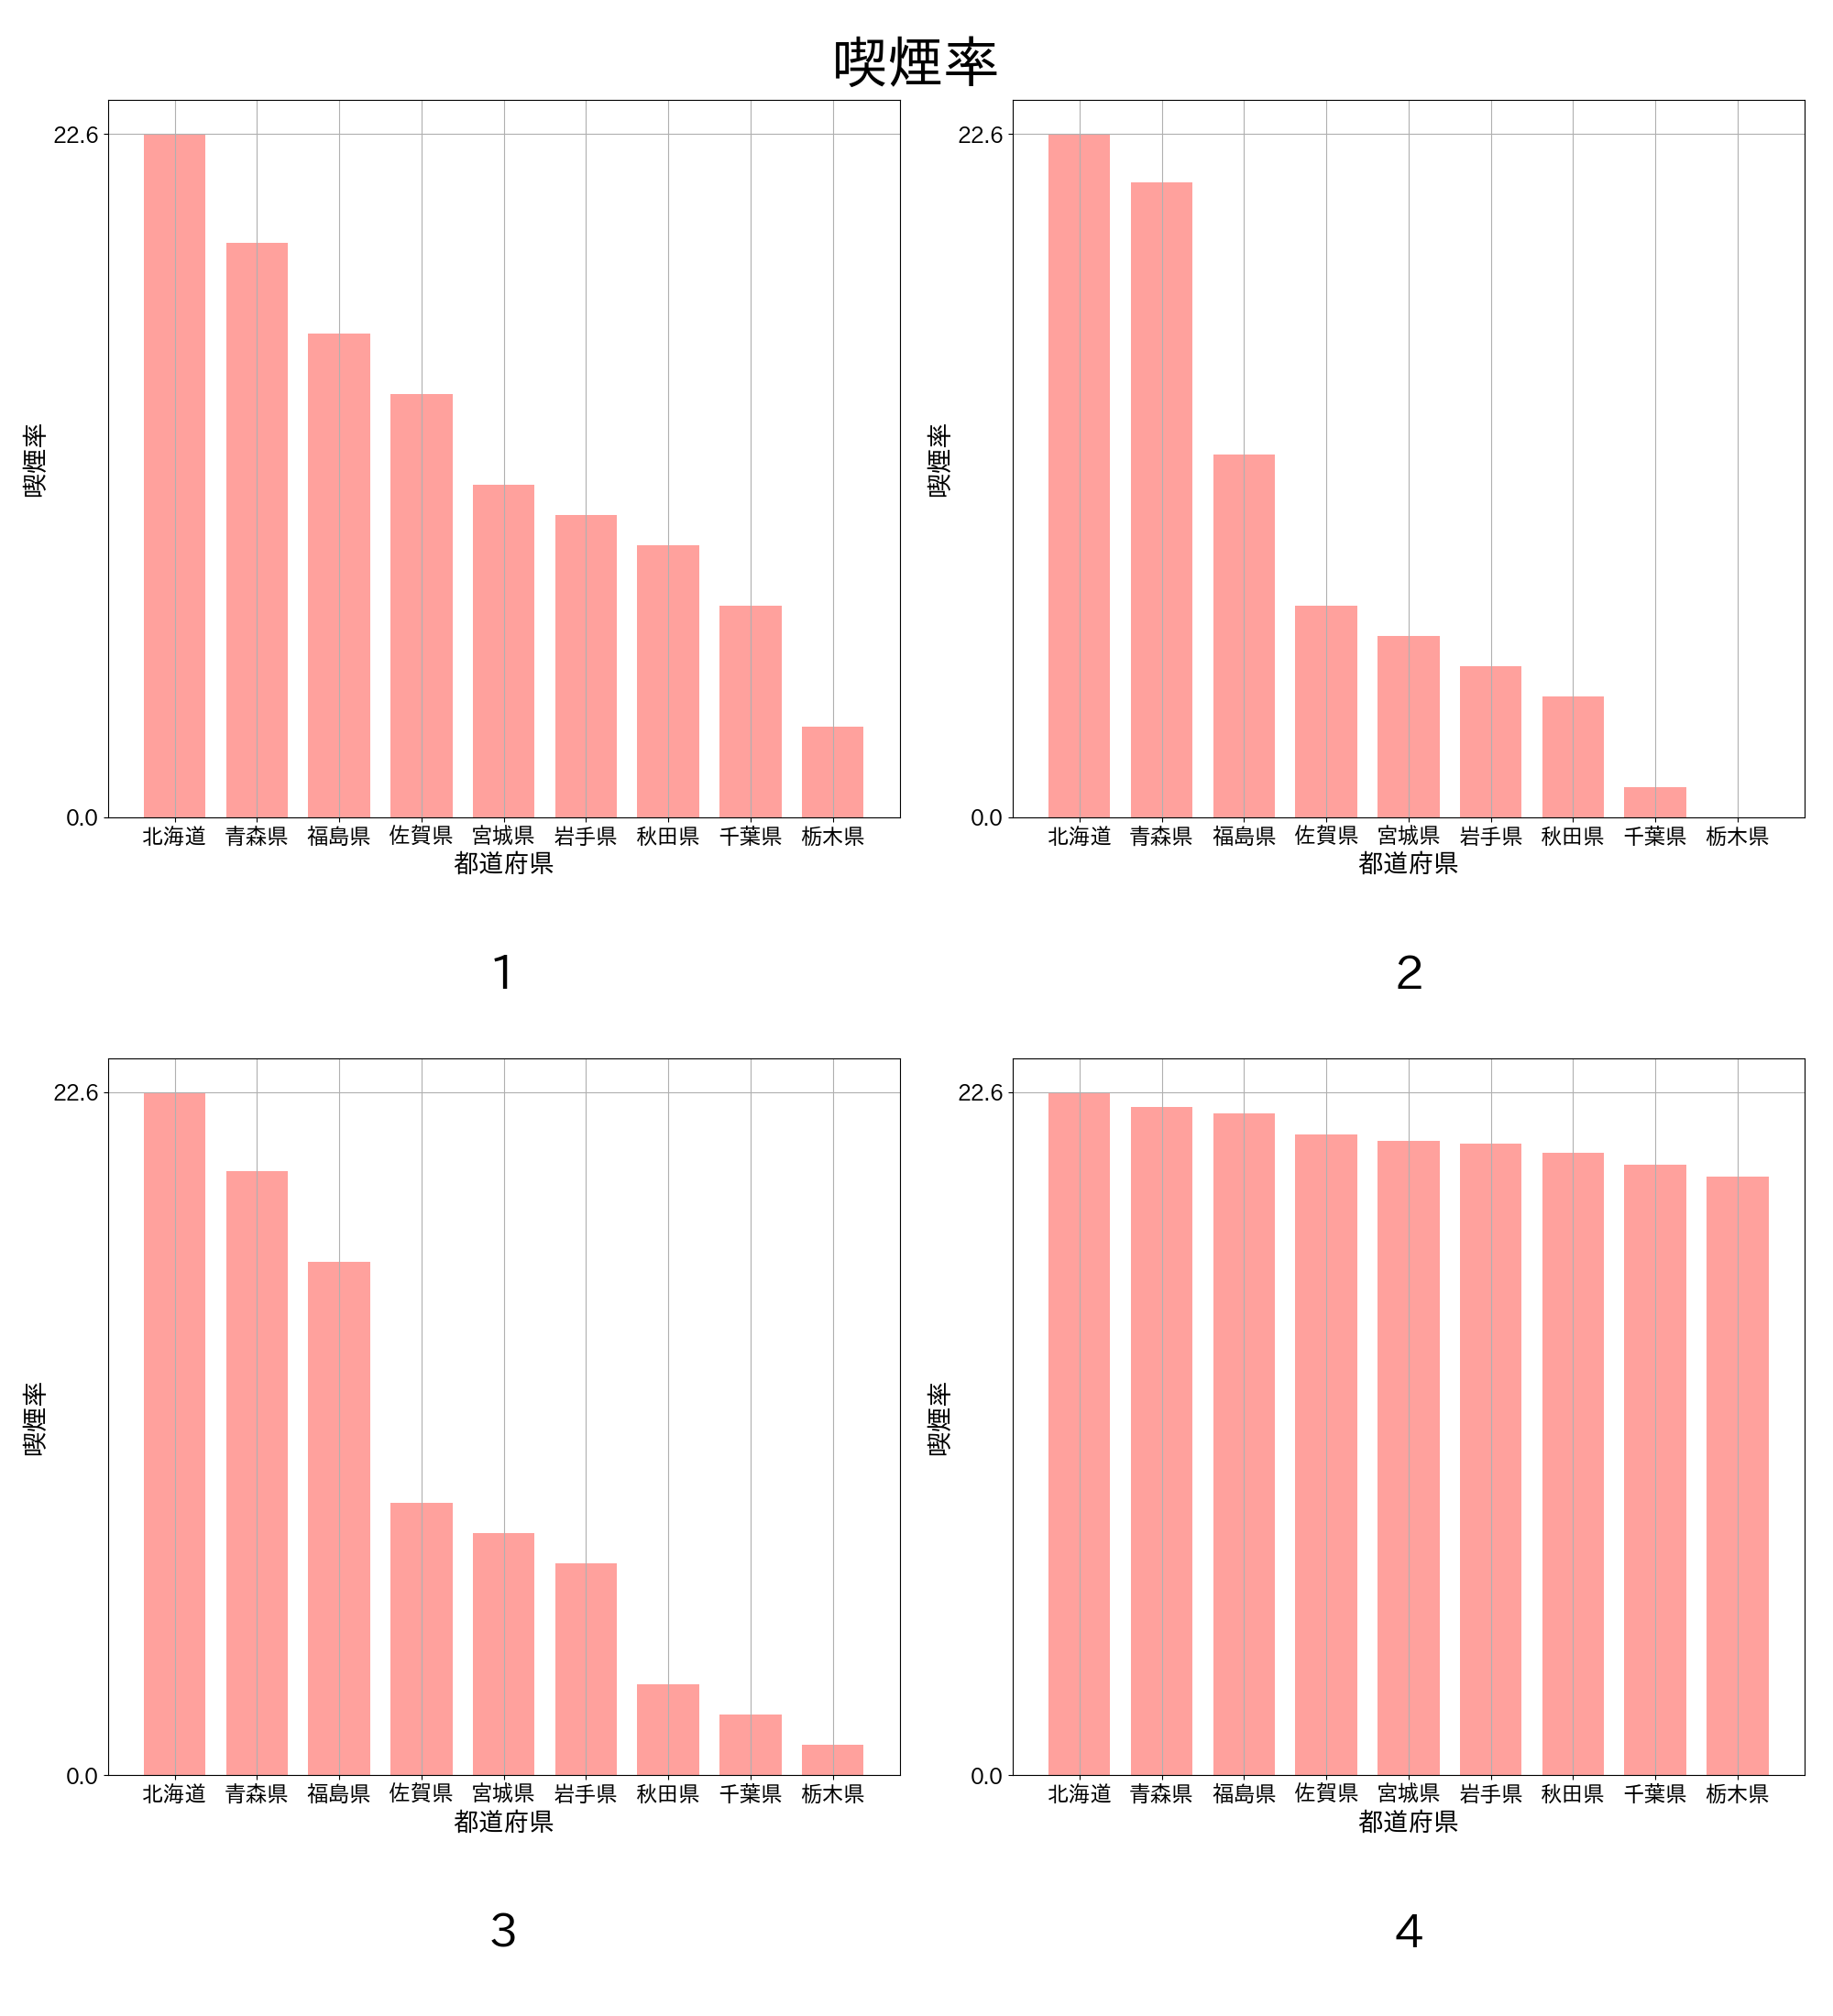 喫煙率
22.6
0.0
喫煙率
北海道 青森県 福島県 佐賀県 宮城県 岩手県 秋田県 千葉県 栃木県
都道府県
1
22.6
0.0
喫煙率
北海道 青森県 福島県 佐賀県 宮城県 岩手県 秋田県 千葉県 栃木県
都道府県
2
22.6
0.0
喫煙率
北海道 青森県 福島県 佐賀県 宮城県 岩手県 秋田県 千葉県 栃木県
都道府県
3
22.6
0.0
喫煙率
北海道 青森県 福島県 佐賀県 宮城県 岩手県 秋田県 千葉県 栃木県
都道府県
4